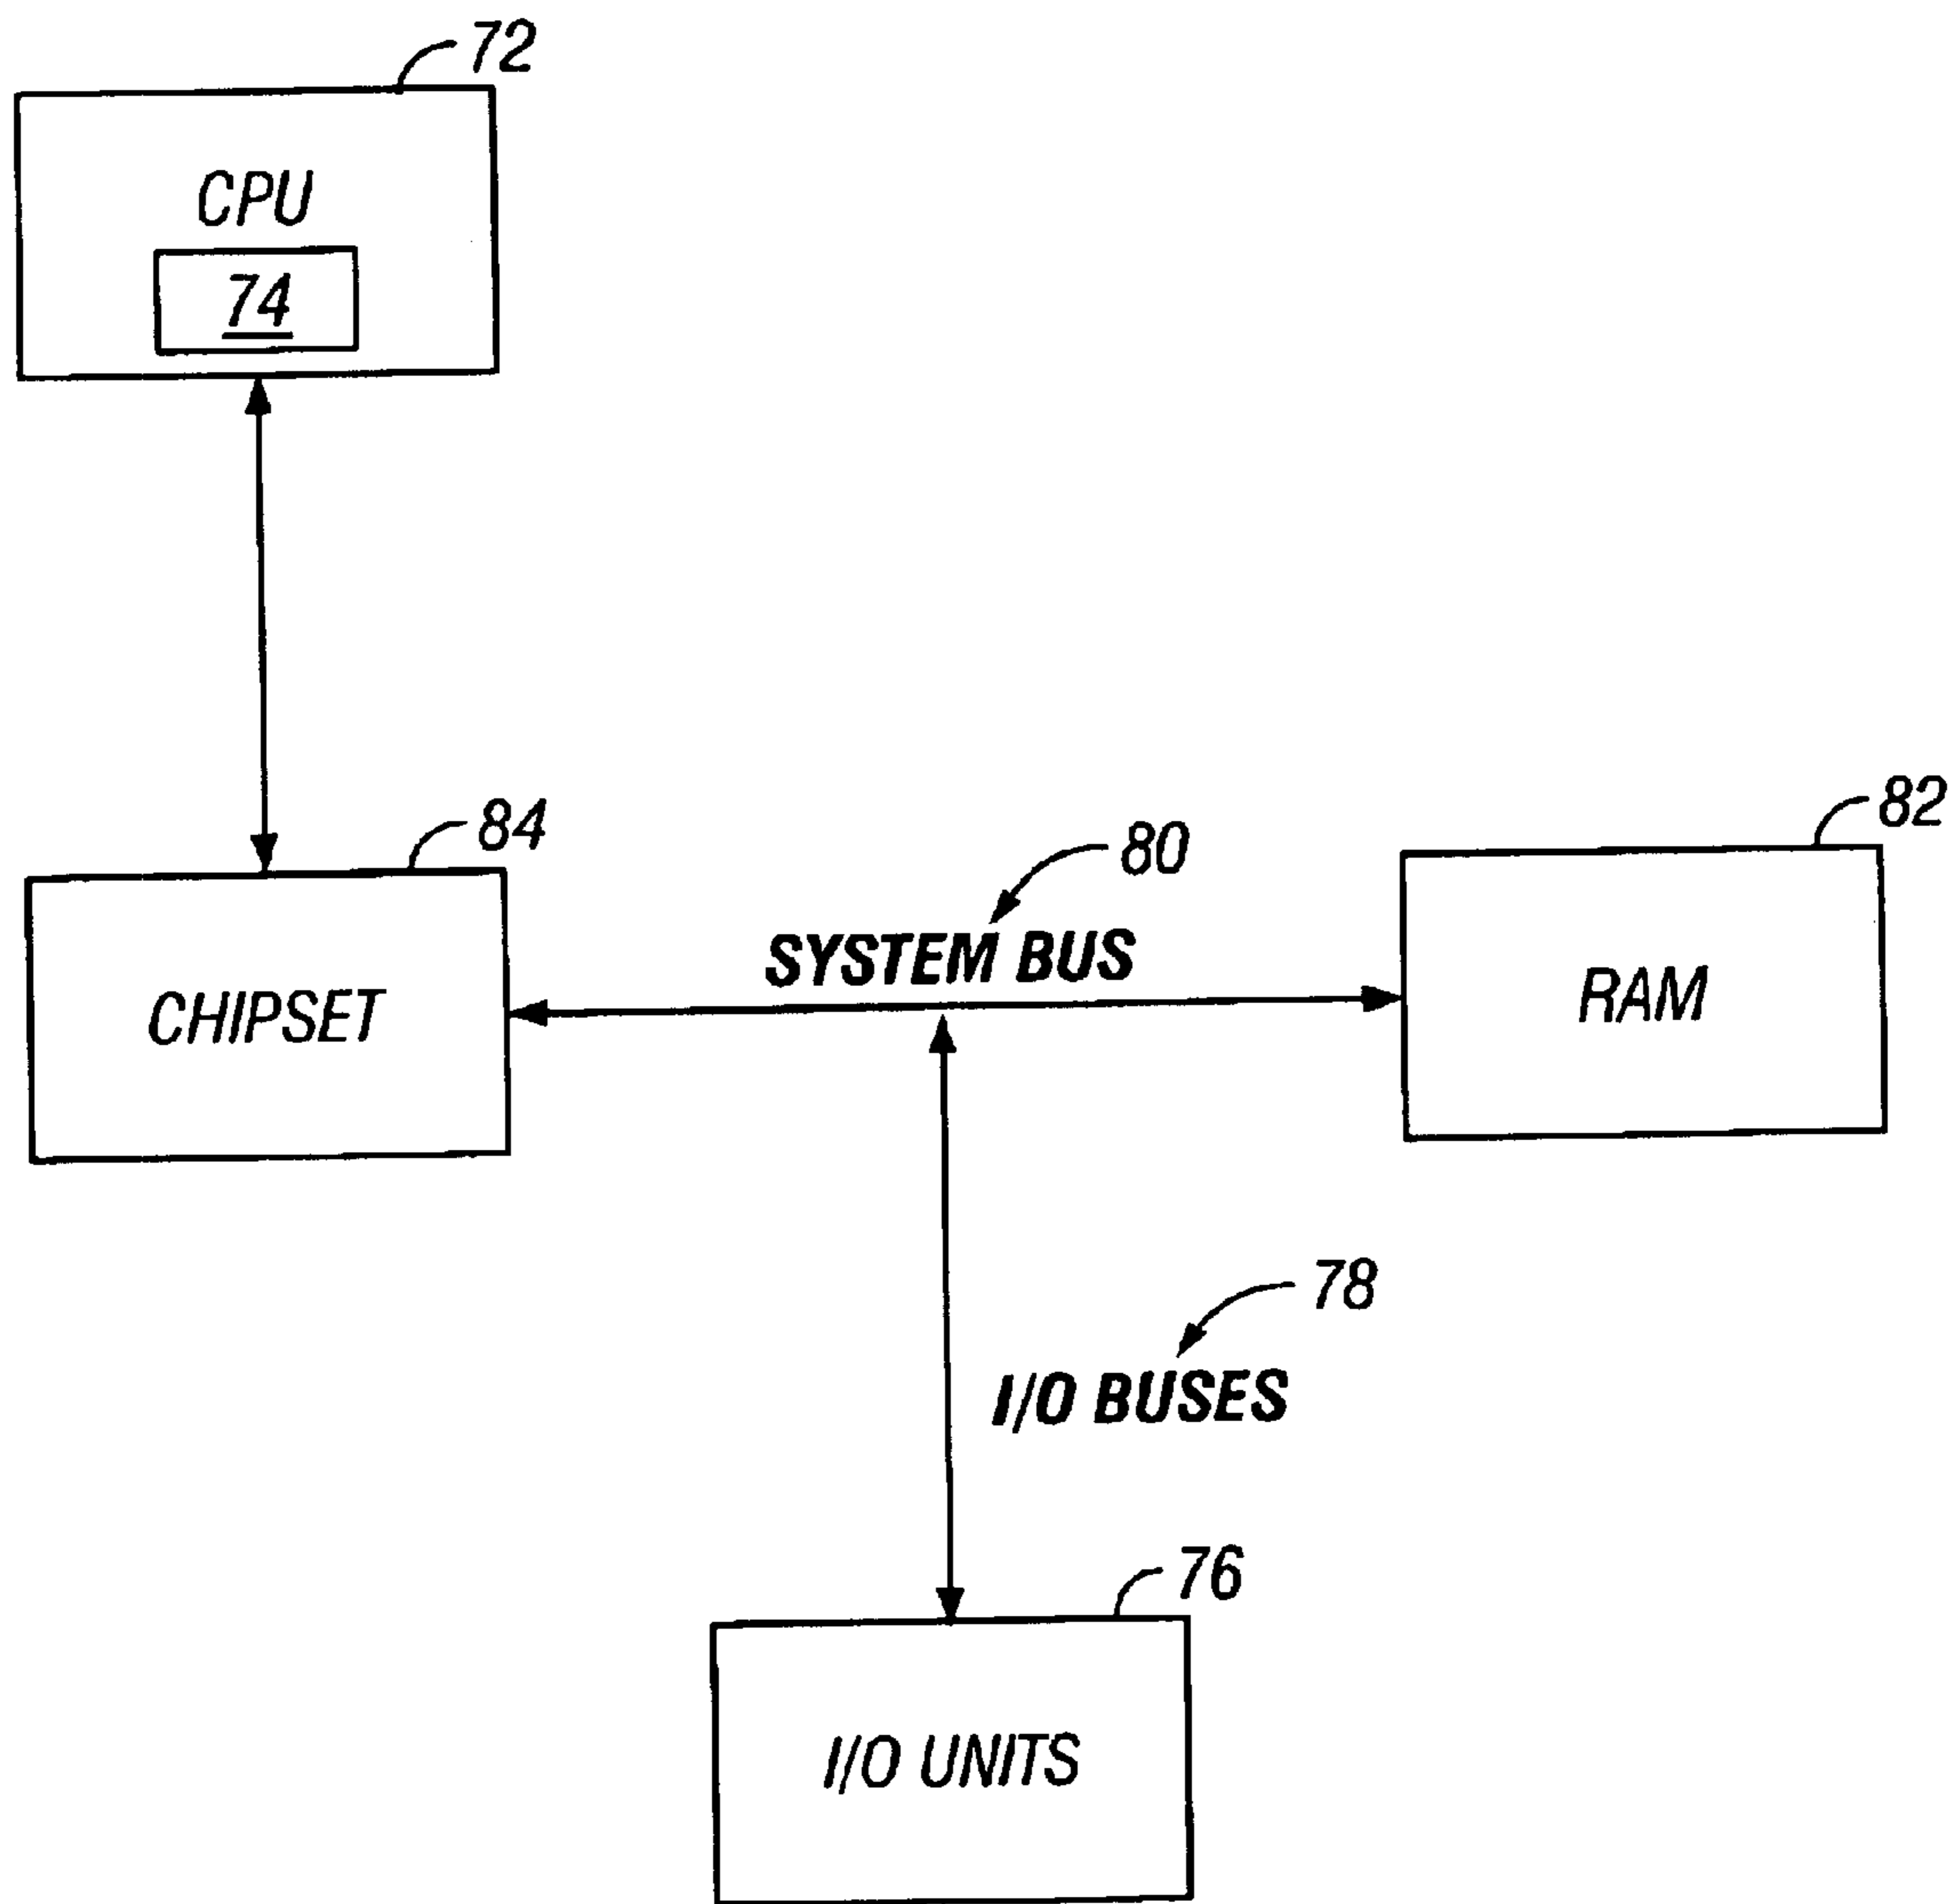 72
CPU
74
84
80
82
SYSTEM BUS
CHIPSET
RAM
78
I/O BUSES
76
I/O UNITS